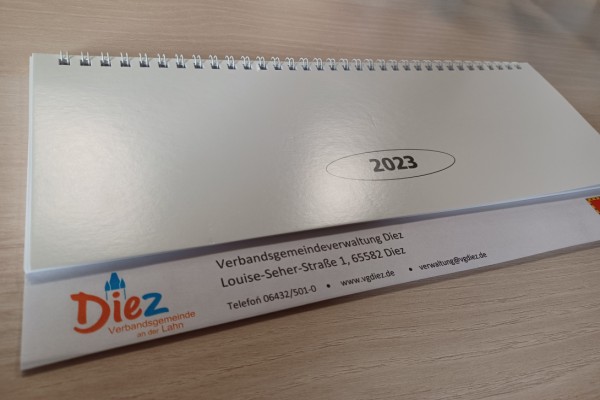 2023
Verbandsgemeindeverwaltung Diez
Louise-Seher-Straße 1, 65582 Diez
Telefon 06432/501-0 • www.vgdiez.de • verwaltung@vgdiez.de
Diez
Verbandsgemeinde
an der Lahn